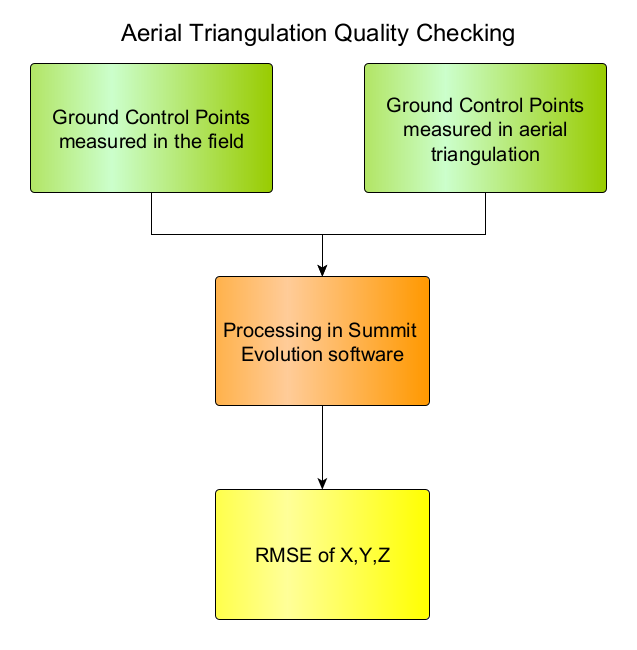 Aerial Triangulation Quality Checking
Ground Control Points
measured in the field
Ground Control Points
measured in aerial
triangulation
Processing in Summit
Evolution software
RMSE of X,Y,Z